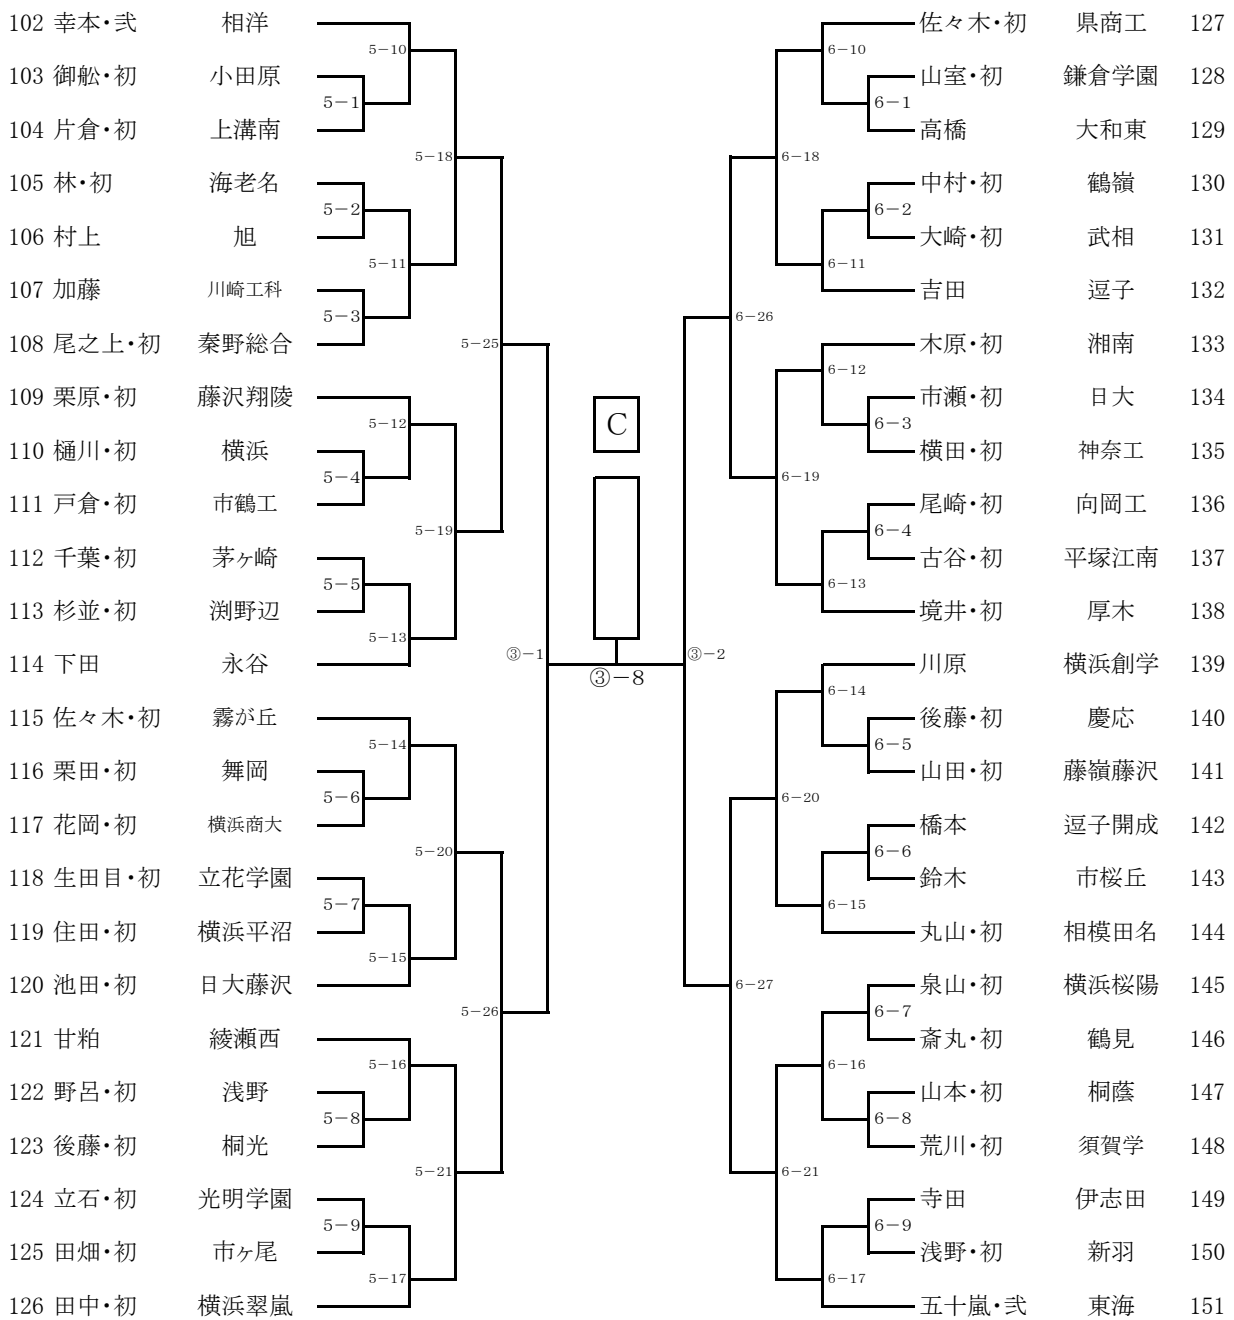 102 幸本・弐 相洋
103 御舩・初 小田原
104 片倉・初 上溝南
105 林・初 海老名
106 村上 旭
107 加藤 川崎工科
108 尾之上・初 秦野総合
109 栗原・初 藤沢翔陵
110 樋川・初 横浜
111 戸倉・初 市鶴工
112 千葉・初 茅ヶ崎
113 杉並・初 渕野辺
114 下田 永谷
115 佐々木・初 霧が丘
116 栗田・初 舞岡
117 花岡・初 横浜商大
118 生田目・初 立花学園
119 住田・初 横浜平沼
120 池田・初 日大藤沢
121 甘粕 綾瀬西
122 野呂・初 浅野
123 後藤・初 桐光
124 立石・初 光明学園
125 田畑・初 市ヶ尾
126 田中・初 横浜翠嵐
5-1
5-2
5-3
5-4
5-5
5-6
5-7
5-8
5-9
5-10
5-11
5-12
5-13
5-14
5-15
5-16
5-17
5-18
5-19
5-20
5-21
5-25
5-26
③-1
C
③-8
③-2
6-26
6-27
6-18
6-19
6-20
6-21
6-10
6-11
6-12
6-13
6-14
6-15
6-16
6-17
6-1
6-2
6-3
6-4
6-5
6-6
6-7
6-8
6-9
佐々木・初 県商工 127
山室・初 鎌倉学園 128
高橋 大和東 129
中村・初 鶴嶺 130
大崎・初 武相 131
吉田 逗子 132
木原・初 湘南 133
市瀬・初 日大 134
横田・初 神奈工 135
尾崎・初 向岡工 136
古谷・初 平塚江南 137
境井・初 厚木 138
川原 横浜創学 139
後藤・初 慶応 140
山田・初 藤嶺藤沢 141
橋本 逗子開成 142
鈴木 市桜丘 143
丸山・初 相模田名 144
泉山・初 横浜桜陽 145
斎丸・初 鶴見 146
山本・初 桐蔭 147
荒川・初 須賀学 148
寺田 伊志田 149
浅野・初 新羽 150
五十嵐・弐 東海 151